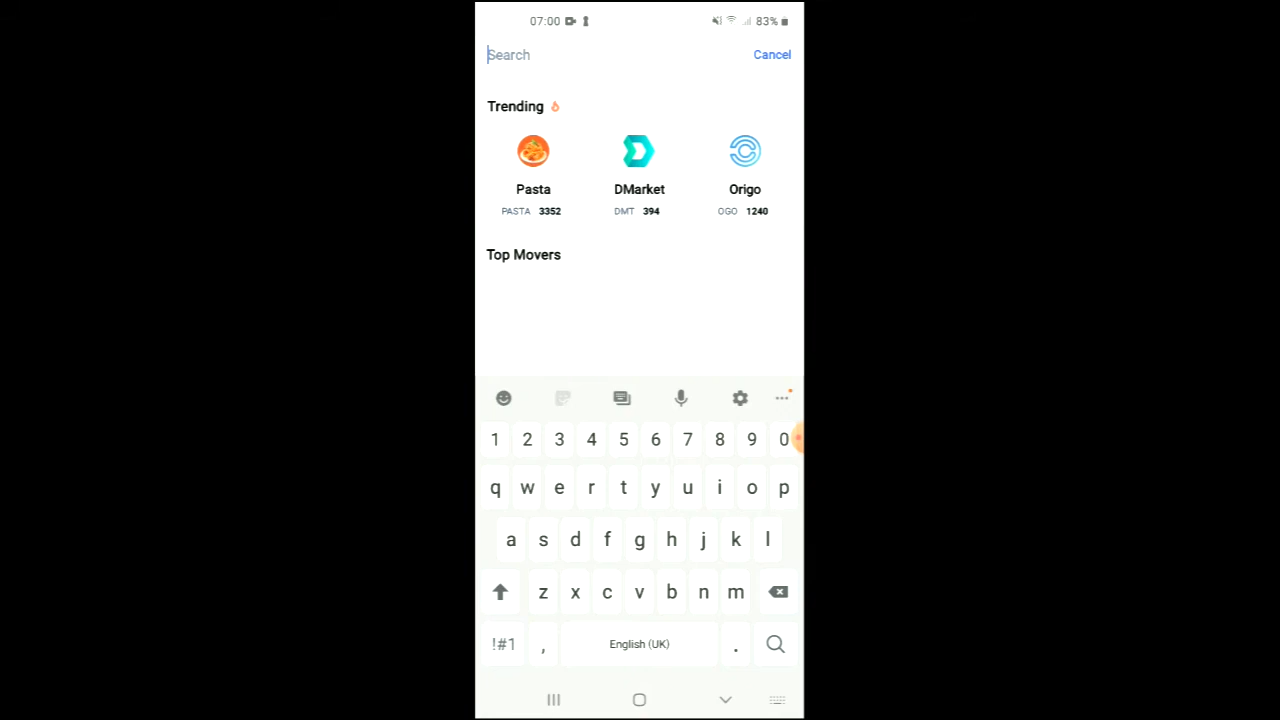 07:00 83%
Search Cancel
Trending
Pasta DMarket Origo
PASTA 3352 DMT 394 OGO 1240
Top Movers
1 2 3 4 5 6 7 8 9 0
q w e r t y u i o p
a s d f g h j k l
z x c v b n m
!#1 , English (UK) .